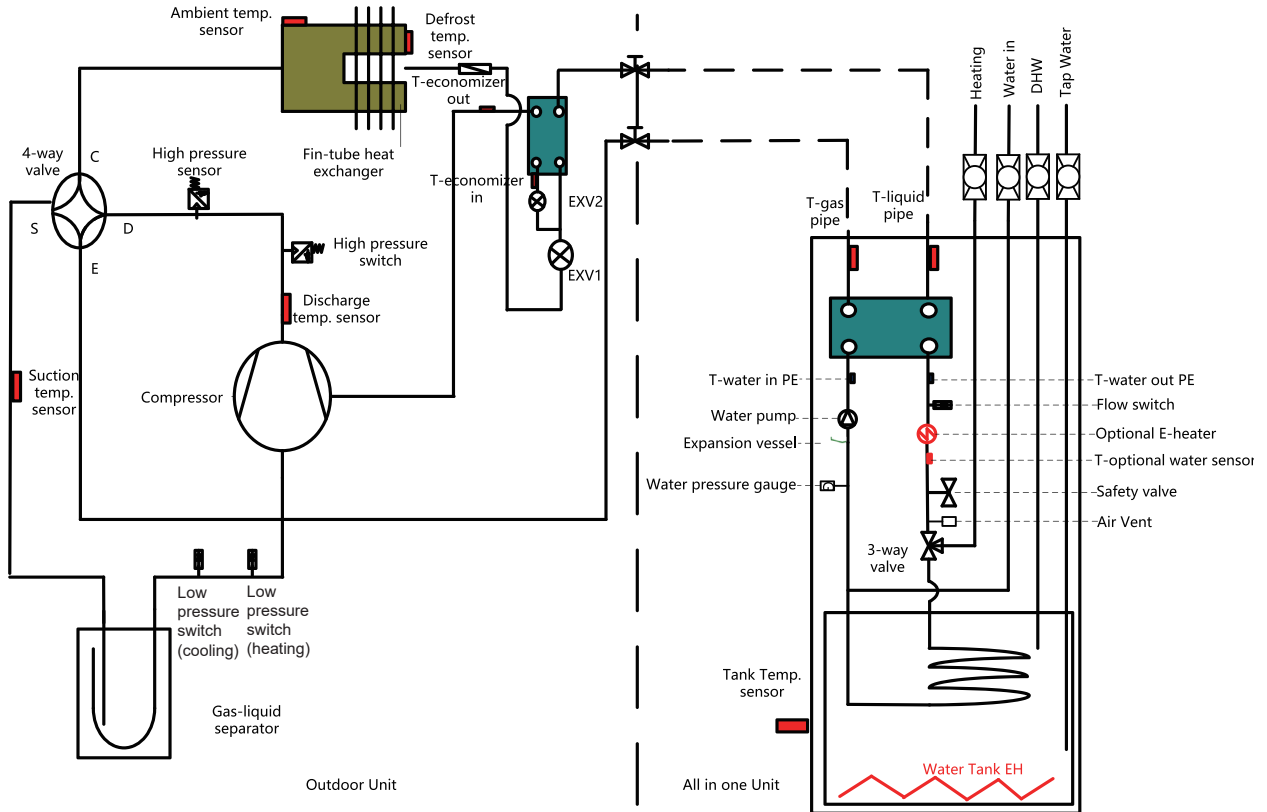 Ambient temp.
sensor
Defrost
temp.
sensor
T-economizer
out
Heating
Water in
DHW
Tap Water
4-way
valve
C
S
D
E
High pressure
sensor
Fin-tube heat
exchanger
T-economizer
in
EXV2
EXV1
High pressure
switch
Discharge
temp. sensor
Suction
temp.
sensor
Compressor
T-gas
pipe
T-liquid
pipe
T-water in PE
Water pump
Expansion vessel
Water pressure gauge
T-water out PE
Flow switch
Optional E-heater
T-optional water sensor
Safety valve
Air Vent
3-way
valve
Low
pressure
switch
(cooling)
Low
pressure
switch
(heating)
Gas-liquid
separator
Tank Temp.
sensor
Water Tank EH
Outdoor Unit
All in one Unit